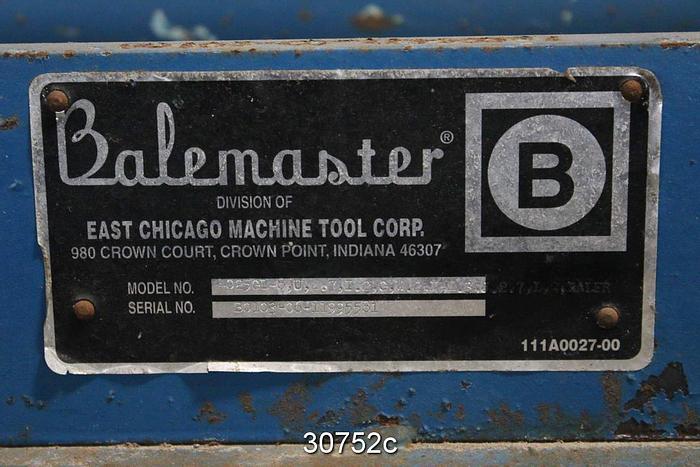 Balemaster®
B
DIVISION OF
EAST CHICAGO MACHINE TOOL CORP.
980 CROWN COURT, CROWN POINT, INDIANA 46307
MODEL NO.
SERIAL NO.
111A0027-00
30752c